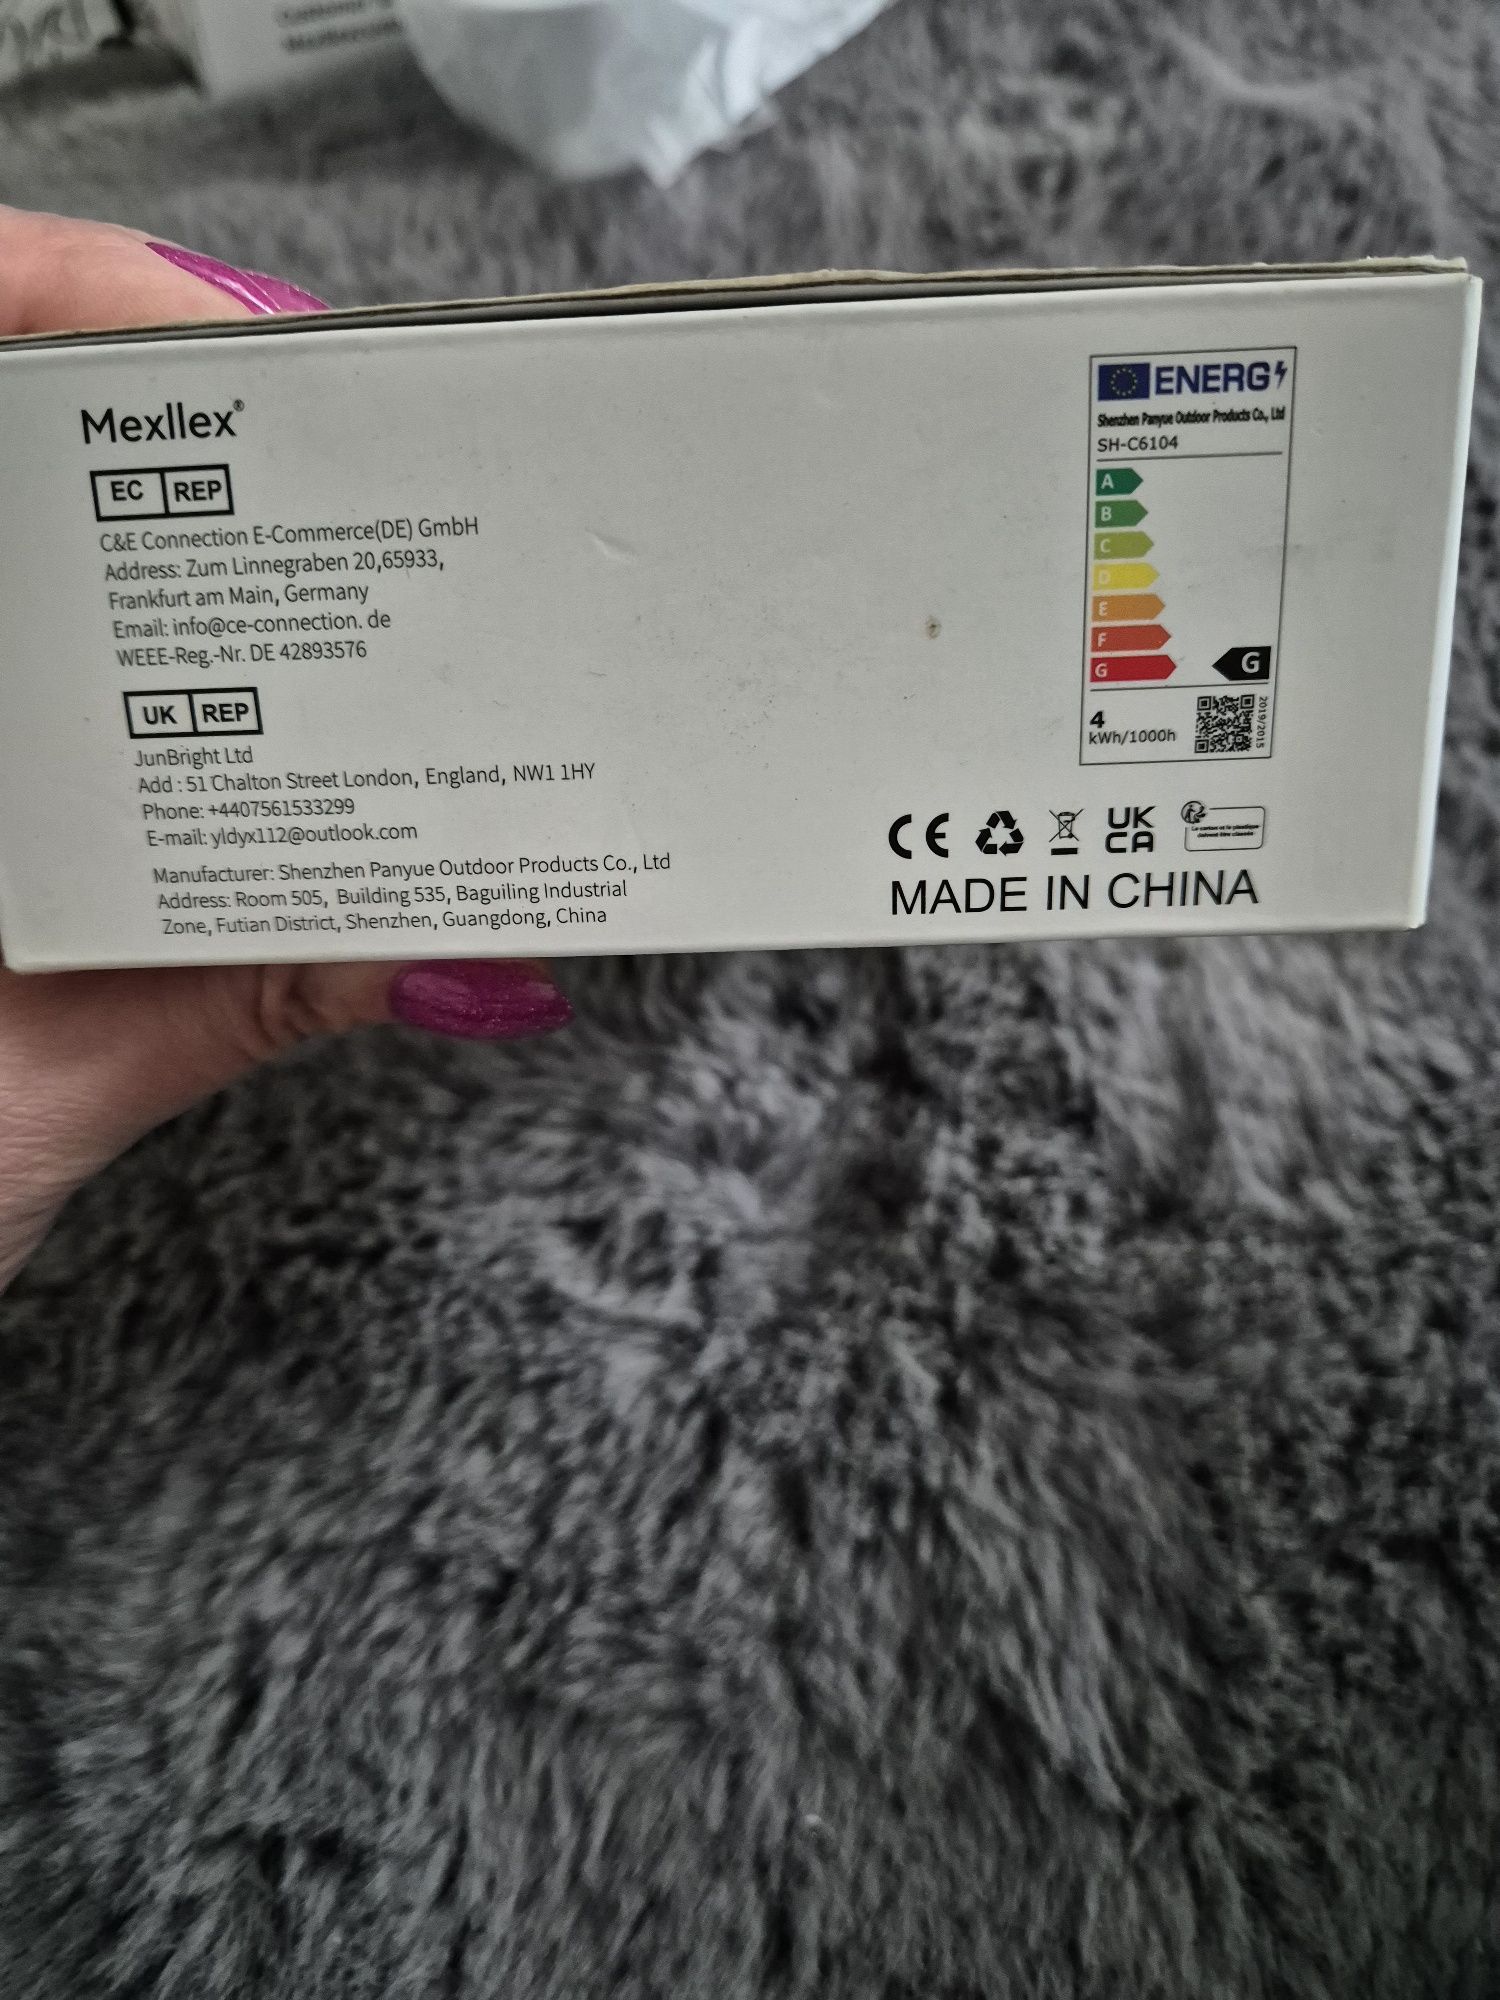 Mexllex®
EC REP
C&E Connection E-Commerce(DE) GmbH
Address: Zum Linnegraben 20,65933,
Frankfurt am Main, Germany
Email: info@ce-connection. de
WEEE-Reg.-Nr. DE 42893576
UK REP
JunBright Ltd
Add : 51 Chalton Street London, England, NW1 1HY
Phone: +4407561533299
E-mail: yldyx112@outlook.com
Manufacturer: Shenzhen Panyue Outdoor Products Co., Ltd
Address: Room 505, Building 535, Baguiling Industrial
Zone, Futian District, Shenzhen, Guangdong, China
ENERG
Shenzhen Panyue Outdoor Products Co., Ltd
SH-C6104
A
B
C
D
E
F
G
G
4
kWh/1000h
2019/2015
CE
UK
CA
MADE IN CHINA